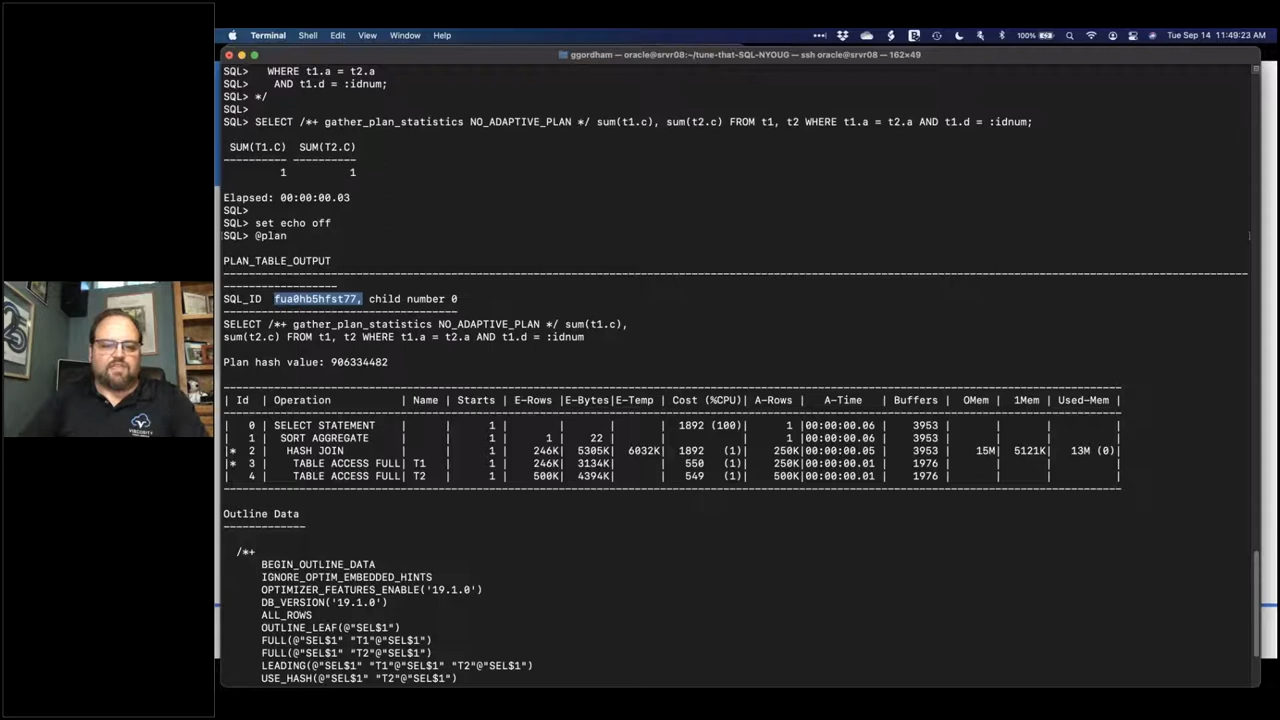 Terminal Shell Edit View Window Help 100% Tue Sep 14 11:49:23 AM
ggordham — oracle@srvr08:~/tune-that-SQL-NYOUG — ssh oracle@srvr08 — 162×49
SQL> WHERE t1.a = t2.a
SQL> AND t1.d = :idnum;
SQL> */
SQL>
SQL> SELECT /*+ gather_plan_statistics NO_ADAPTIVE_PLAN */ sum(t1.c), sum(t2.c) FROM t1, t2 WHERE t1.a = t2.a AND t1.d = :idnum;
SUM(T1.C) SUM(T2.C)
---------- ----------
1 1
Elapsed: 00:00:00.03
SQL>
SQL> set echo off
SQL> @plan
PLAN_TABLE_OUTPUT
SQL_ID fua0hb5hfst77, child number 0
SELECT /*+ gather_plan_statistics NO_ADAPTIVE_PLAN */ sum(t1.c),
sum(t2.c) FROM t1, t2 WHERE t1.a = t2.a AND t1.d = :idnum
Plan hash value: 906334482
| Id | Operation | Name | Starts | E-Rows |E-Bytes|E-Temp | Cost (%CPU)| A-Rows | A-Time | Buffers | OMem | 1Mem | Used-Mem |
| 0 | SELECT STATEMENT | | 1 | | | | 1892 (100)| 1 |00:00:00.06 | 3953 | | | |
| 1 | SORT AGGREGATE | | 1 | 1 | 22 | | | 1 |00:00:00.06 | 3953 | | | |
|* 2 | HASH JOIN | | 1 | 246K| 5305K| 6032K| 1892 (1)| 250K|00:00:00.05 | 3953 | 15M| 5121K| 13M (0)|
|* 3 | TABLE ACCESS FULL| T1 | 1 | 246K| 3134K| | 550 (1)| 250K|00:00:00.01 | 1976 | | | |
| 4 | TABLE ACCESS FULL| T2 | 1 | 500K| 4394K| | 549 (1)| 500K|00:00:00.01 | 1976 | | | |
Outline Data
-------------
/*+
BEGIN_OUTLINE_DATA
IGNORE_OPTIM_EMBEDDED_HINTS
OPTIMIZER_FEATURES_ENABLE('19.1.0')
DB_VERSION('19.1.0')
ALL_ROWS
OUTLINE_LEAF(@"SEL$1")
FULL(@"SEL$1" "T1"@"SEL$1")
FULL(@"SEL$1" "T2"@"SEL$1")
LEADING(@"SEL$1" "T1"@"SEL$1" "T2"@"SEL$1")
USE_HASH(@"SEL$1" "T2"@"SEL$1")
VISCOSITY